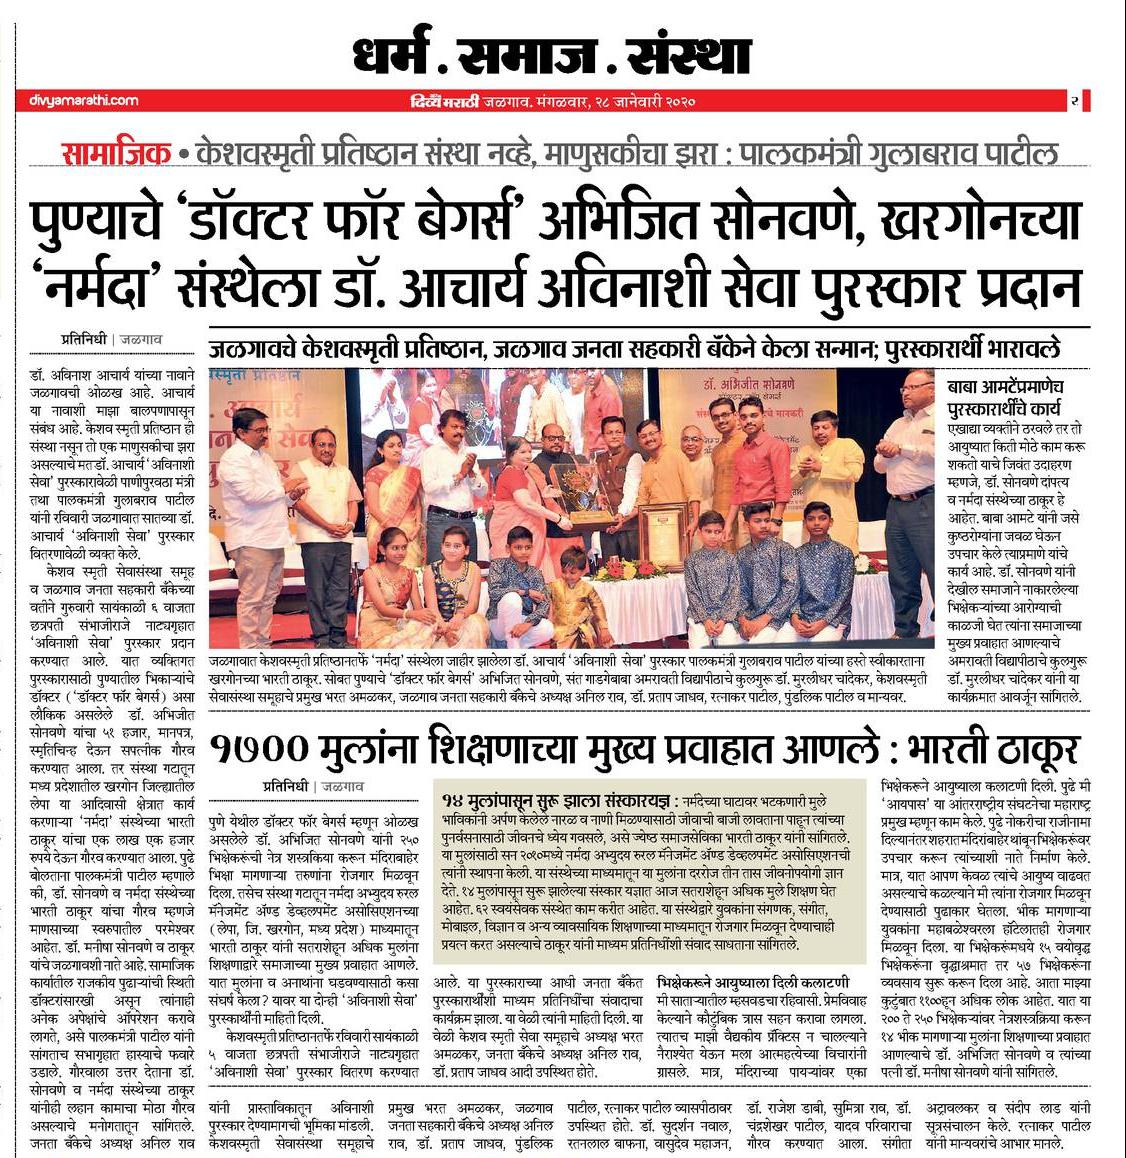 धर्म . समाज . संस्था
divyamarathi.com
दिव्य मराठी जळगाव. मंगळवार, २८ जानेवारी २०२०
२
सामाजिक • केशवस्मृती प्रतिष्ठान संस्था नव्हे, माणुसकीचा झरा : पालकमंत्री गुलाबराव पाटील
पुण्याचे ‘डॉक्टर फॉर बेगर्स’ अभिजित सोनवणे, खरगोनच्या
‘नर्मदा’ संस्थेला डॉ. आचार्य अविनाशी सेवा पुरस्कार प्रदान
प्रतिनिधी | जळगाव
डॉ. अविनाश आचार्य यांच्या नावाने
जळगावची ओळख आहे. आचार्य
या नावाशी माझा बालपणापासून
संबंध आहे. केशव स्मृती प्रतिष्ठान ही
संस्था नसून तो एक माणुसकीचा झरा
असल्याचे मत डॉ. आचार्य ‘अविनाशी
सेवा’ पुरस्कारावेळी पाणीपुरवठा मंत्री
तथा पालकमंत्री गुलाबराव पाटील
यांनी रविवारी जळगावात सातव्या डॉ.
आचार्य ‘अविनाशी सेवा’ पुरस्कार
वितरणावेळी व्यक्त केले.
केशव स्मृती सेवासंस्था समूह
व जळगाव जनता सहकारी बँकेच्या
वतीने गुरुवारी सायंकाळी ६ वाजता
छत्रपती संभाजीराजे नाट्यगृहात
‘अविनाशी सेवा’ पुरस्कार प्रदान
करण्यात आले. यात व्यक्तिगत
पुरस्कारासाठी पुण्यातील भिकाऱ्यांचे
डॉक्टर (‘डॉक्टर फॉर बेगर्स) असा
लौकिक असलेले डॉ. अभिजीत
सोनवणे यांचा ५१ हजार, मानपत्र,
स्मृतिचिन्ह देऊन सपत्नीक गौरव
करण्यात आला. तर संस्था गटातून
मध्य प्रदेशातील खरगोन जिल्ह्यातील
लेपा या आदिवासी क्षेत्रात कार्य
करणाऱ्या ‘नर्मदा’ संस्थेच्या भारती
ठाकूर यांचा एक लाख एक हजार
रुपये देऊन गौरव करण्यात आला. पुढे
बोलताना पालकमंत्री पाटील म्हणाले
की, डॉ. सोनवणे व नर्मदा संस्थेच्या
भारती ठाकूर यांचा गौरव म्हणजे
माणसाच्या स्वरुपातील परमेश्वर
आहेत. डॉ. मनीषा सोनवणे व ठाकूर
यांचे जळगावशी नाते आहे. सामाजिक
कार्यातील राजकीय पुढाऱ्यांची स्थिती
डॉक्टरांसारखी असून त्यांनाही
अनेक अपेक्षांचे ऑपरेशन करावे
लागते, असे पालकमंत्री पाटील यांनी
सांगताच सभागृहात हास्याचे फवारे
उडाले. गौरवाला उत्तर देताना डॉ.
सोनवणे व नर्मदा संस्थेच्या ठाकूर
यांनीही लहान कामाचा मोठा गौरव
असल्याचे मनोगतातून सांगितले.
जनता बँकेचे अध्यक्ष अनिल राव
जळगावचे केशवस्मृती प्रतिष्ठान, जळगाव जनता सहकारी बँकेने केला सन्मान; पुरस्कारार्थी भारावले
डॉ. अभिजीत सोनवणे
जळगावात केशवस्मृती प्रतिष्ठानतर्फे ‘नर्मदा’ संस्थेला जाहीर झालेला डॉ. आचार्य ‘अविनाशी सेवा’ पुरस्कार पालकमंत्री गुलाबराव पाटील यांच्या हस्ते स्वीकारताना
खरगोनच्या भारती ठाकूर. सोबत पुण्याचे ‘डॉक्टर फॉर बेगर्स’ अभिजित सोनवणे, संत गाडगेबाबा अमरावती विद्यापीठाचे कुलगुरू डॉ. मुरलीधर चांदेकर, केशवस्मृती
सेवासंस्था समूहाचे प्रमुख भरत अमळकर, जळगाव जनता सहकारी बँकेचे अध्यक्ष अनिल राव, डॉ. प्रताप जाधव, रत्नाकर पाटील, पुंडलिक पाटील व मान्यवर.
बाबा आमटेंप्रमाणेच
पुरस्कारार्थींचे कार्य
एखाद्या व्यक्तीने ठरवले तर तो
आयुष्यात किती मोठे काम करू
शकतो याचे जिवंत उदाहरण
म्हणजे, डॉ. सोनवणे दांपत्य
व नर्मदा संस्थेच्या ठाकूर हे
आहेत. बाबा आमटे यांनी जसे
कुष्ठरोग्यांना जवळ घेऊन
उपचार केले त्याप्रमाणे यांचे
कार्य आहे. डॉ. सोनवणे यांनी
देखील समाजाने नाकारलेल्या
भिक्षेकऱ्यांच्या आरोग्याची
काळजी घेत त्यांना समाजाच्या
मुख्य प्रवाहात आणल्याचे
अमरावती विद्यापीठाचे कुलगुरू
डॉ. मुरलीधर चांदेकर यांनी या
कार्यक्रमात आवर्जून सांगितले.
१७०० मुलांना शिक्षणाच्या मुख्य प्रवाहात आणले : भारती ठाकूर
प्रतिनिधी | जळगाव
पुणे येथील डॉक्टर फॉर बेगर्स म्हणून ओळख
असलेले डॉ. अभिजित सोनवणे यांनी २५०
भिक्षेकरूंची नेत्र शस्त्रक्रिया करून मंदिराबाहेर
भिक्षा मागणाऱ्या तरुणांना रोजगार मिळवून
दिला. तसेच संस्था गटातून नर्मदा अभ्युदय रुरल
मॅनेजमेंट अॅण्ड डेव्हलपमेंट असोसिएशनच्या
(लेपा, जि. खरगोन, मध्य प्रदेश) माध्यमातून
भारती ठाकूर यांनी सतराशेहून अधिक मुलांना
शिक्षणाद्वारे समाजाच्या मुख्य प्रवाहात आणले.
यात मुलांना व अनाथांना घडवण्यासाठी कसा
संघर्ष केला? यावर या दोन्ही ‘अविनाशी सेवा’
पुरस्कार्थींनी माहिती दिली.
केशवस्मृती प्रतिष्ठानतर्फे रविवारी सायंकाळी
५ वाजता छत्रपती संभाजीराजे नाट्यगृहात
‘अविनाशी सेवा’ पुरस्कार वितरण करण्यात
१४ मुलांपासून सुरू झाला संस्कारयज्ञ : नर्मदेच्या घाटावर भटकणारी मुले
भाविकांनी अर्पण केलेले नारळ व नाणी मिळण्यासाठी जीवाची बाजी लावताना पाहून त्यांच्या
पुनर्वसनासाठी जीवनचे ध्येय गवसले, असे ज्येष्ठ समाजसेविका भारती ठाकूर यांनी सांगितले.
या मुलांसाठी सन २०१०मध्ये नर्मदा अभ्युदय रुरल मॅनेजमेंट अॅण्ड डेव्हलपमेंट असोसिएशनची
त्यांनी स्थापना केली. या संस्थेच्या माध्यमातून या मुलांना दररोज तीन तास जीवनोपयोगी ज्ञान
देते. १४ मुलांपासून सुरू झालेल्या संस्कार यज्ञात आज सतराशेहून अधिक मुले शिक्षण घेत
आहेत. ६२ स्वयंसेवक संस्थेत काम करीत आहेत. या संस्थेद्वारे युवकांना संगणक, संगीत,
मोबाइल, विज्ञान व अन्य व्यावसायिक शिक्षणाच्या माध्यमातून रोजगार मिळवून देण्याचाही
प्रयत्न करत असल्याचे ठाकूर यांनी माध्यम प्रतिनिधींशी संवाद साधताना सांगितले.
आले. या पुरस्काराच्या आधी जनता बँकेत
पुरस्कारार्थींशी माध्यम प्रतिनिधींचा संवादाचा
कार्यक्रम झाला. या वेळी त्यांनी माहिती दिली. या
वेळी केशव स्मृती सेवा समूहाचे अध्यक्ष भरत
अमळकर, जनता बँकेचे अध्यक्ष अनिल राव,
डॉ. प्रताप जाधव आदी उपस्थित होते.
भिक्षेकरूने आयुष्याला दिली कलाटणी
मी साताऱ्यातील म्हसवडचा रहिवासी. प्रेमविवाह
केल्याने कौटुंबिक त्रास सहन करावा लागला.
त्यातच माझी वैद्यकीय प्रॅक्टिस न चालल्याने
नैराश्येत येऊन मला आत्महत्येच्या विचारांनी
ग्रासले. मात्र, मंदिराच्या पायऱ्यांवर एका
भिक्षेकरूने आयुष्याला कलाटणी दिली. पुढे मी
‘आयपास’ या आंतरराष्ट्रीय संघटनेचा महाराष्ट्र
प्रमुख म्हणून काम केले. पुढे नोकरीचा राजीनामा
दिल्यानंतर शहरात मंदिरांबाहेर थांबून भिक्षेकरूंवर
उपचार करून त्यांच्याशी नाते निर्माण केले.
मात्र, यात आपण केवळ त्यांचे आयुष्य वाढवत
असल्याचे कळल्याने मी त्यांना रोजगार मिळवून
देण्यासाठी पुढाकार घेतला. भीक मागणाऱ्या
युवकांना महाबळेश्वरला हॉटेलातही रोजगार
मिळवून दिला. या भिक्षेकरूंमधये १५ वयोवृद्ध
भिक्षेकरूंना वृद्धाश्रमात तर ५७ भिक्षेकरूंना
व्यवसाय सुरू करून दिला आहे. आता माझ्या
कुटुंबात ११००हून अधिक लोक आहेत. यात या
२०० ते २५० भिक्षेकऱ्यांवर नेत्रशस्त्रक्रिया करून
१४ भीक मागणाऱ्या मुलांना शिक्षणाच्या प्रवाहात
आणल्याचे डॉ. अभिजित सोनवणे व त्यांच्या
पत्नी डॉ. मनीषा सोनवणे यांनी सांगितले.
यांनी प्रास्ताविकातून अविनाशी
पुरस्कार देण्यामागची भूमिका मांडली.
केशवस्मृती सेवासंस्था समूहाचे
प्रमुख भरत अमळकर, जळगाव
जनता सहकारी बँकेचे अध्यक्ष अनिल
राव, डॉ. प्रताप जाधव, पुंडलिक
पाटील, रत्नाकर पाटील व्यासपीठावर
उपस्थित होते. डॉ. सुदर्शन नवाल,
रतनलाल बाफना, वासुदेव महाजन,
डॉ. राजेश डाबी, सुमित्रा राव, डॉ.
चंद्रशेखर पाटील, यादव परिवाराचा
गौरव करण्यात आला. संगीता
अट्रावलकर व संदीप लाड यांनी
सूत्रसंचालन केले. रत्नाकर पाटील
यांनी मान्यवरांचे आभार मानले.